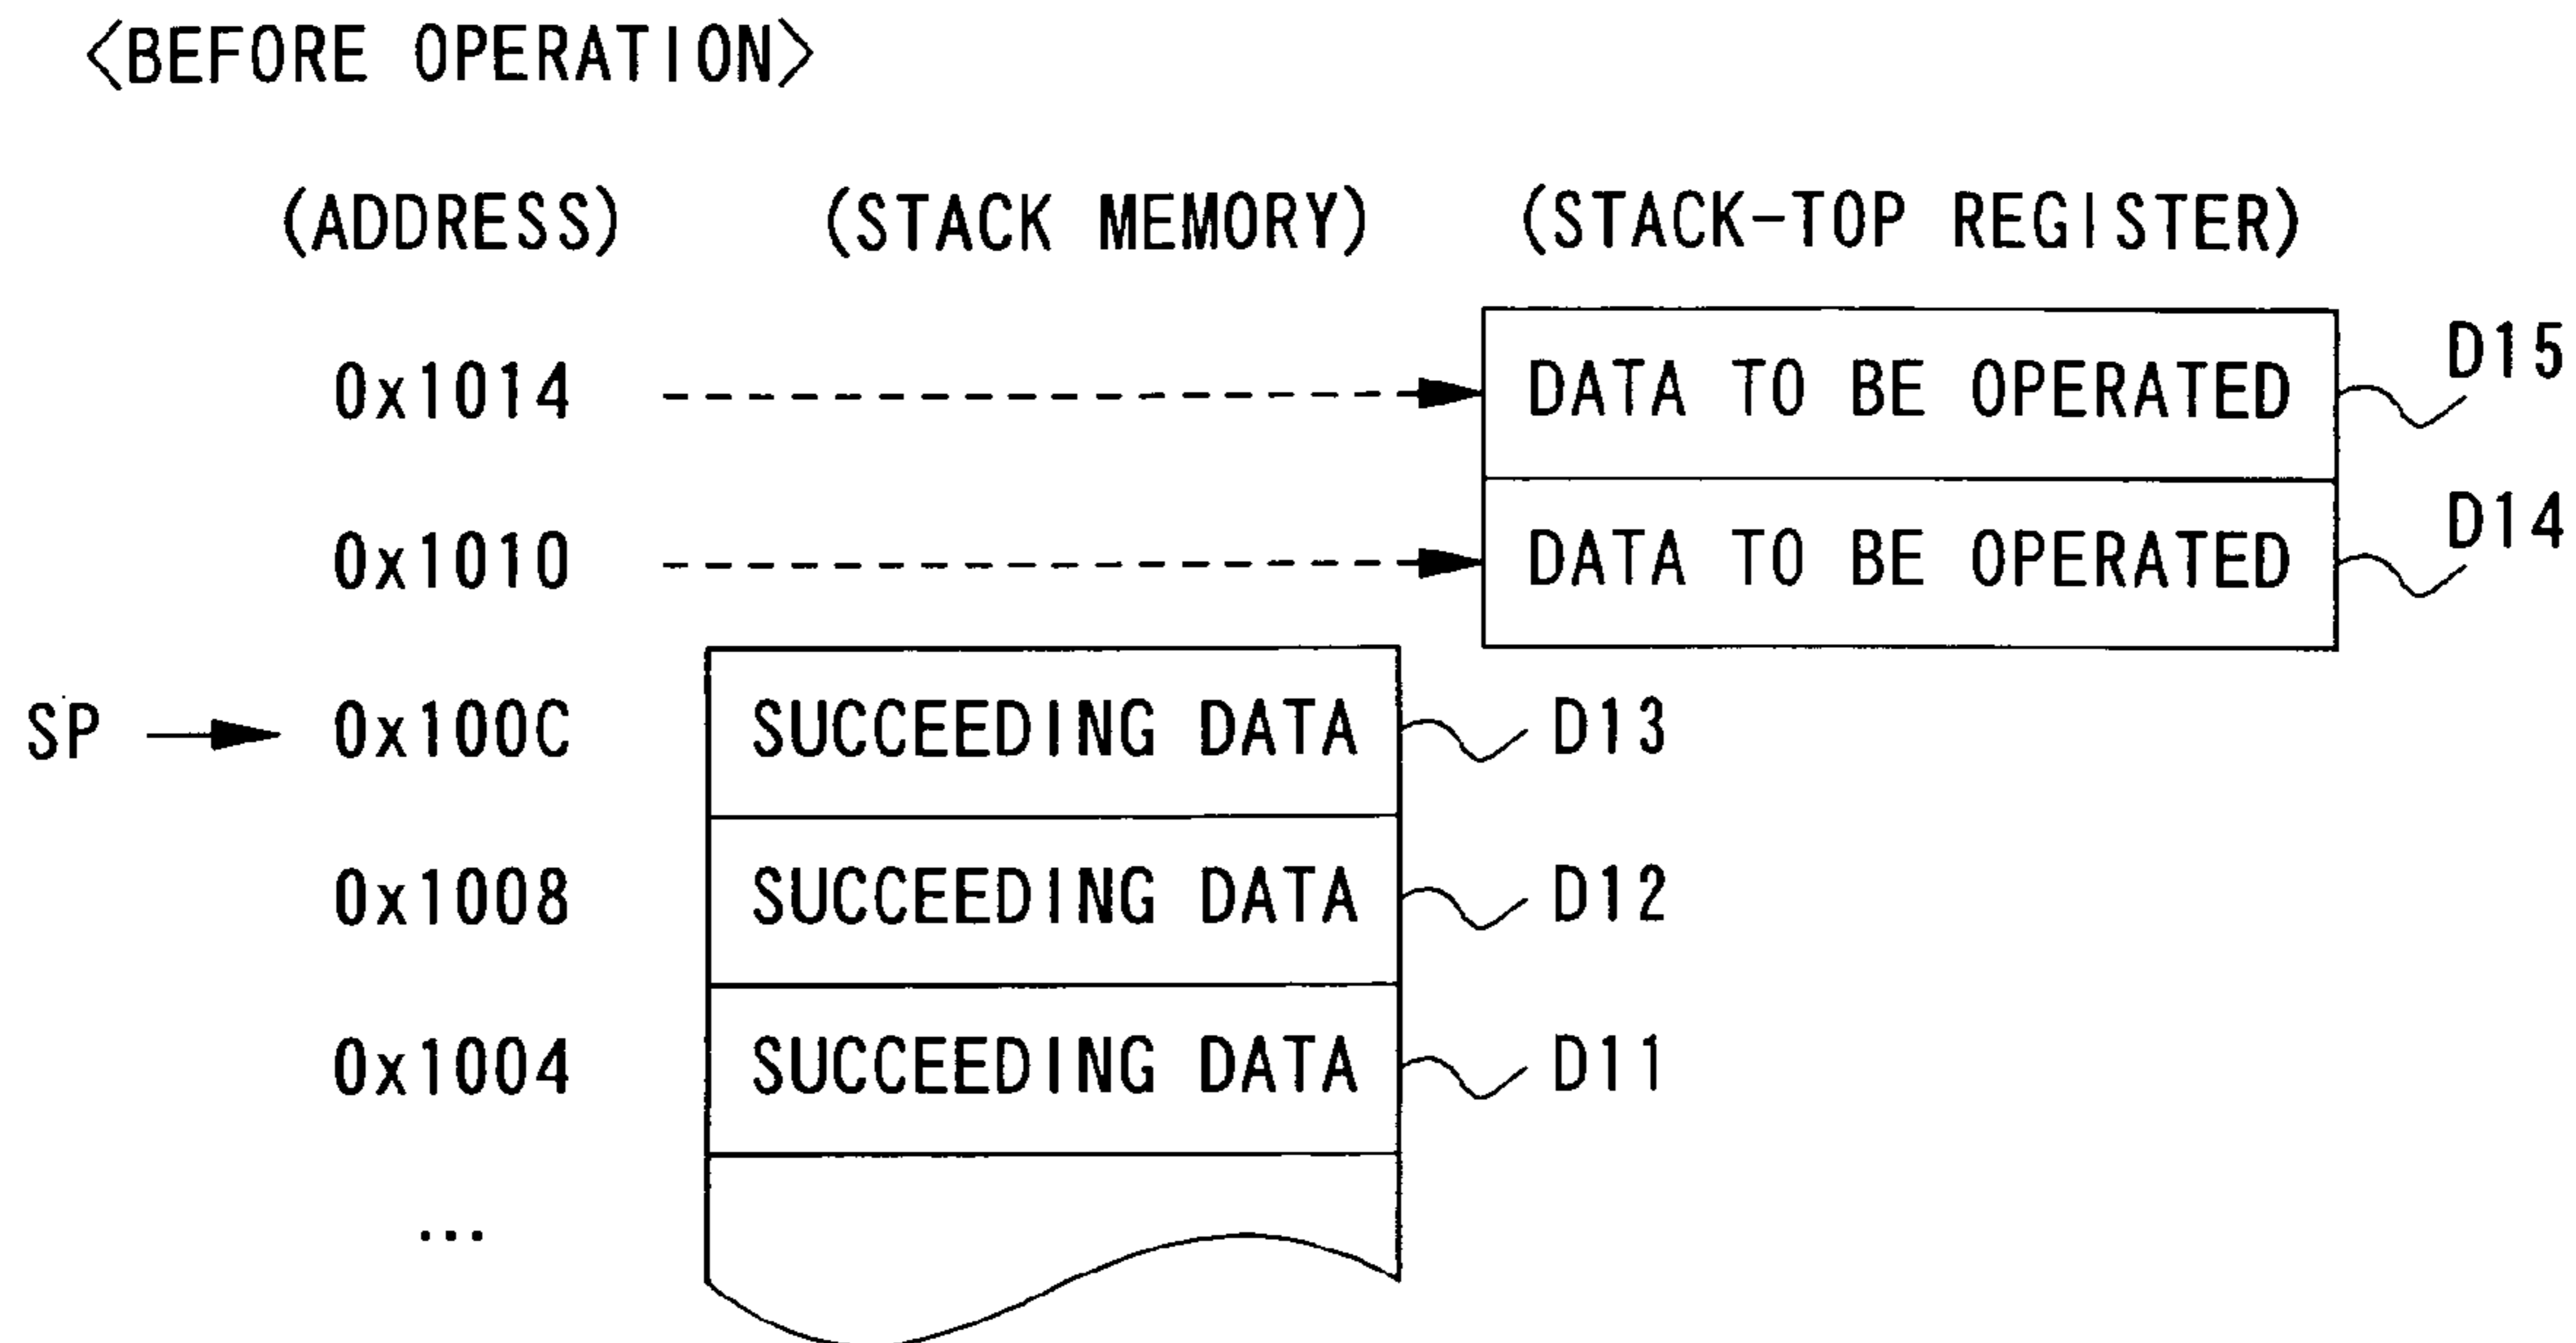 <BEFORE OPERATION>
(ADDRESS) (STACK MEMORY) (STACK-TOP REGISTER)
0x1014 DATA TO BE OPERATED D15
0x1010 DATA TO BE OPERATED D14
SP 0x100C SUCCEEDING DATA D13
0x1008 SUCCEEDING DATA D12
0x1004 SUCCEEDING DATA D11
...